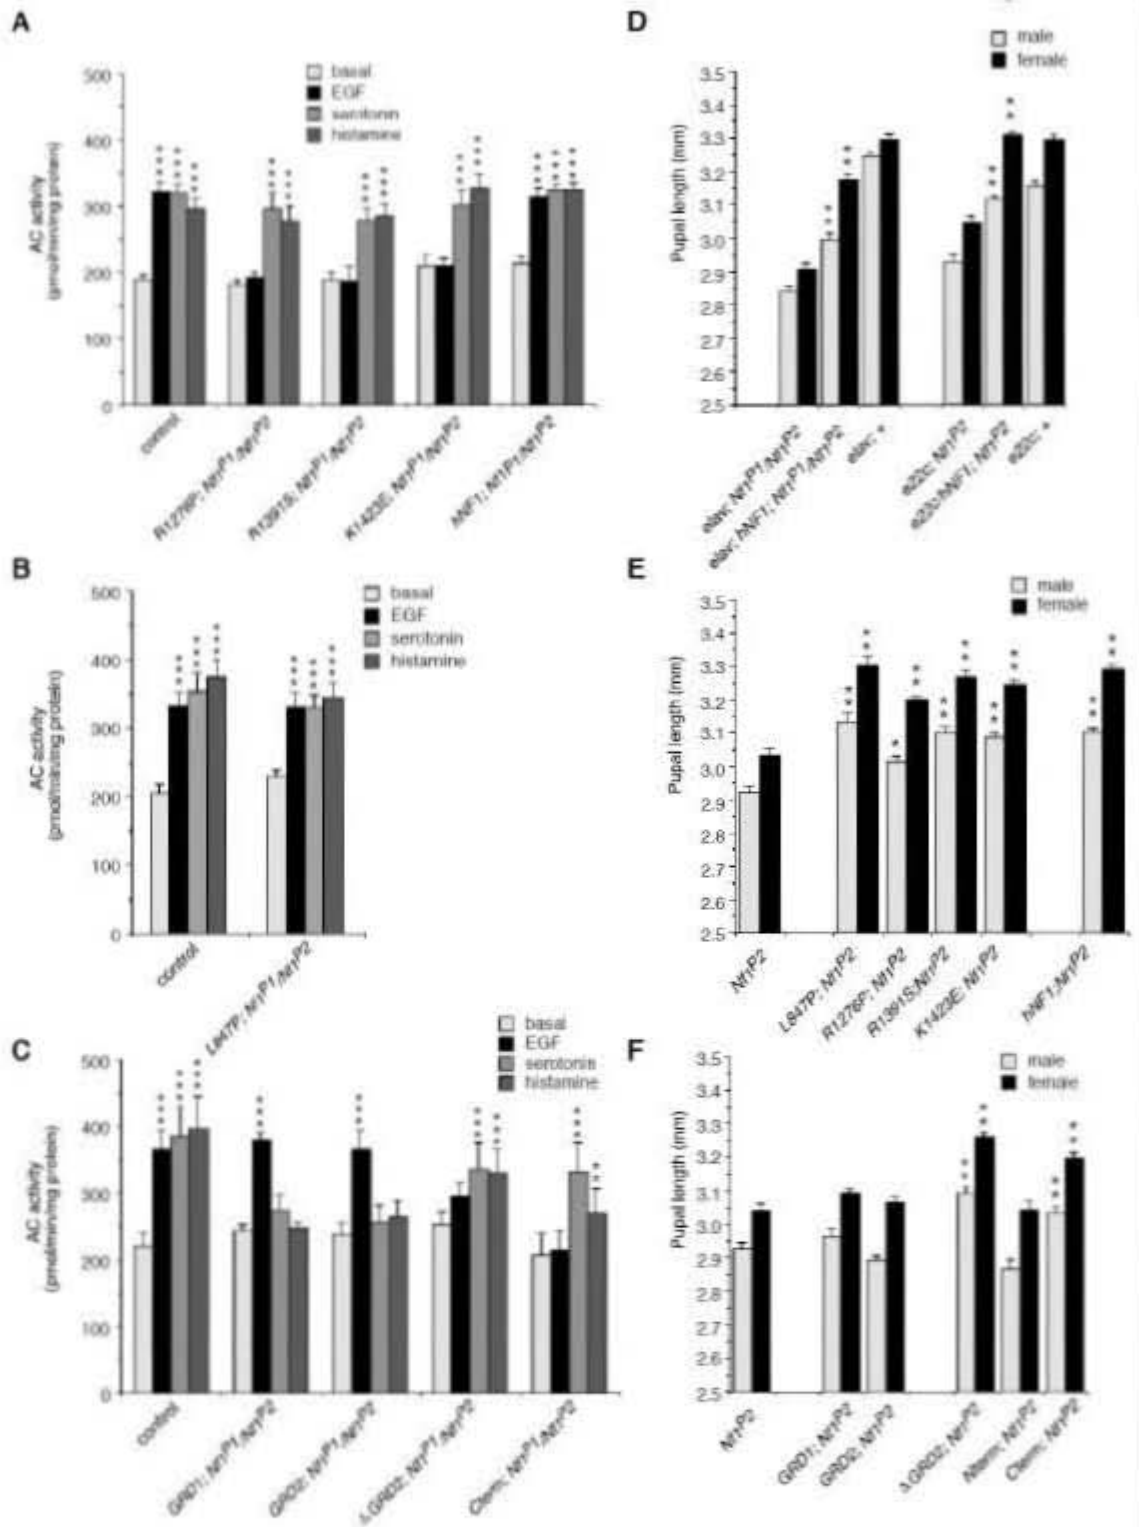 A
basal
EGF
serotonin
histamine
AC activity
(pmol/min/mg protein)
500
400
300
200
100
0
control
R1276P; Nf1P1/Nf1P2
R1391S; Nf1P1/Nf1P2
K1423E; Nf1P1/Nf1P2
hNF1; Nf1P1/Nf1P2
B
basal
EGF
serotonin
histamine
AC activity
(pmol/min/mg protein)
500
400
300
200
100
0
control
L847P; Nf1P1/Nf1P2
C
basal
EGF
serotonin
histamine
AC activity
(pmol/min/mg protein)
500
400
300
200
100
0
control
GRD1; Nf1P1/Nf1P2
GRD2; Nf1P1/Nf1P2
ΔGRD2; Nf1P1/Nf1P2
Cterm; Nf1P1/Nf1P2
D
male
female
Pupal length (mm)
3.5
3.4
3.3
3.2
3.1
3.0
2.9
2.8
2.7
2.6
2.5
elav; Nf1P1/Nf1P2
elav; hNF1; Nf1P1/Nf1P2
elav; +
e22c; Nf1P2
e22c;hNF1; Nf1P2
e22c; +
E
male
female
Pupal length (mm)
3.5
3.4
3.3
3.2
3.1
3.0
2.9
2.8
2.7
2.6
2.5
Nf1P2
L847P; Nf1P2
R1276P; Nf1P2
R1391S;Nf1P2
K1423E; Nf1P2
hNF1;Nf1P2
F
male
female
Pupal length (mm)
3.5
3.4
3.3
3.2
3.1
3.0
2.9
2.8
2.7
2.6
2.5
Nf1P2
GRD1; Nf1P2
GRD2; Nf1P2
ΔGRD2; Nf1P2
Nterm; Nf1P2
Cterm; Nf1P2